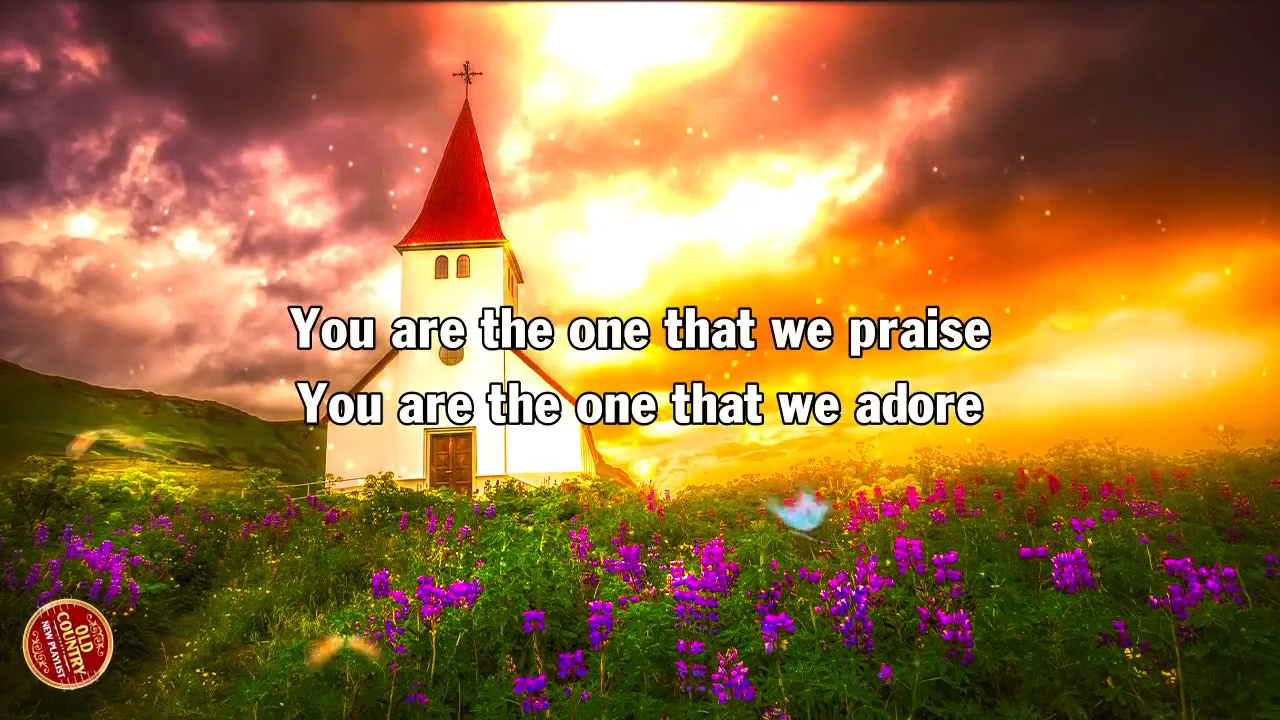 You are the one that we praise
You are the one that we adore
OLD
COUNTRY
NEW PLAYLIST